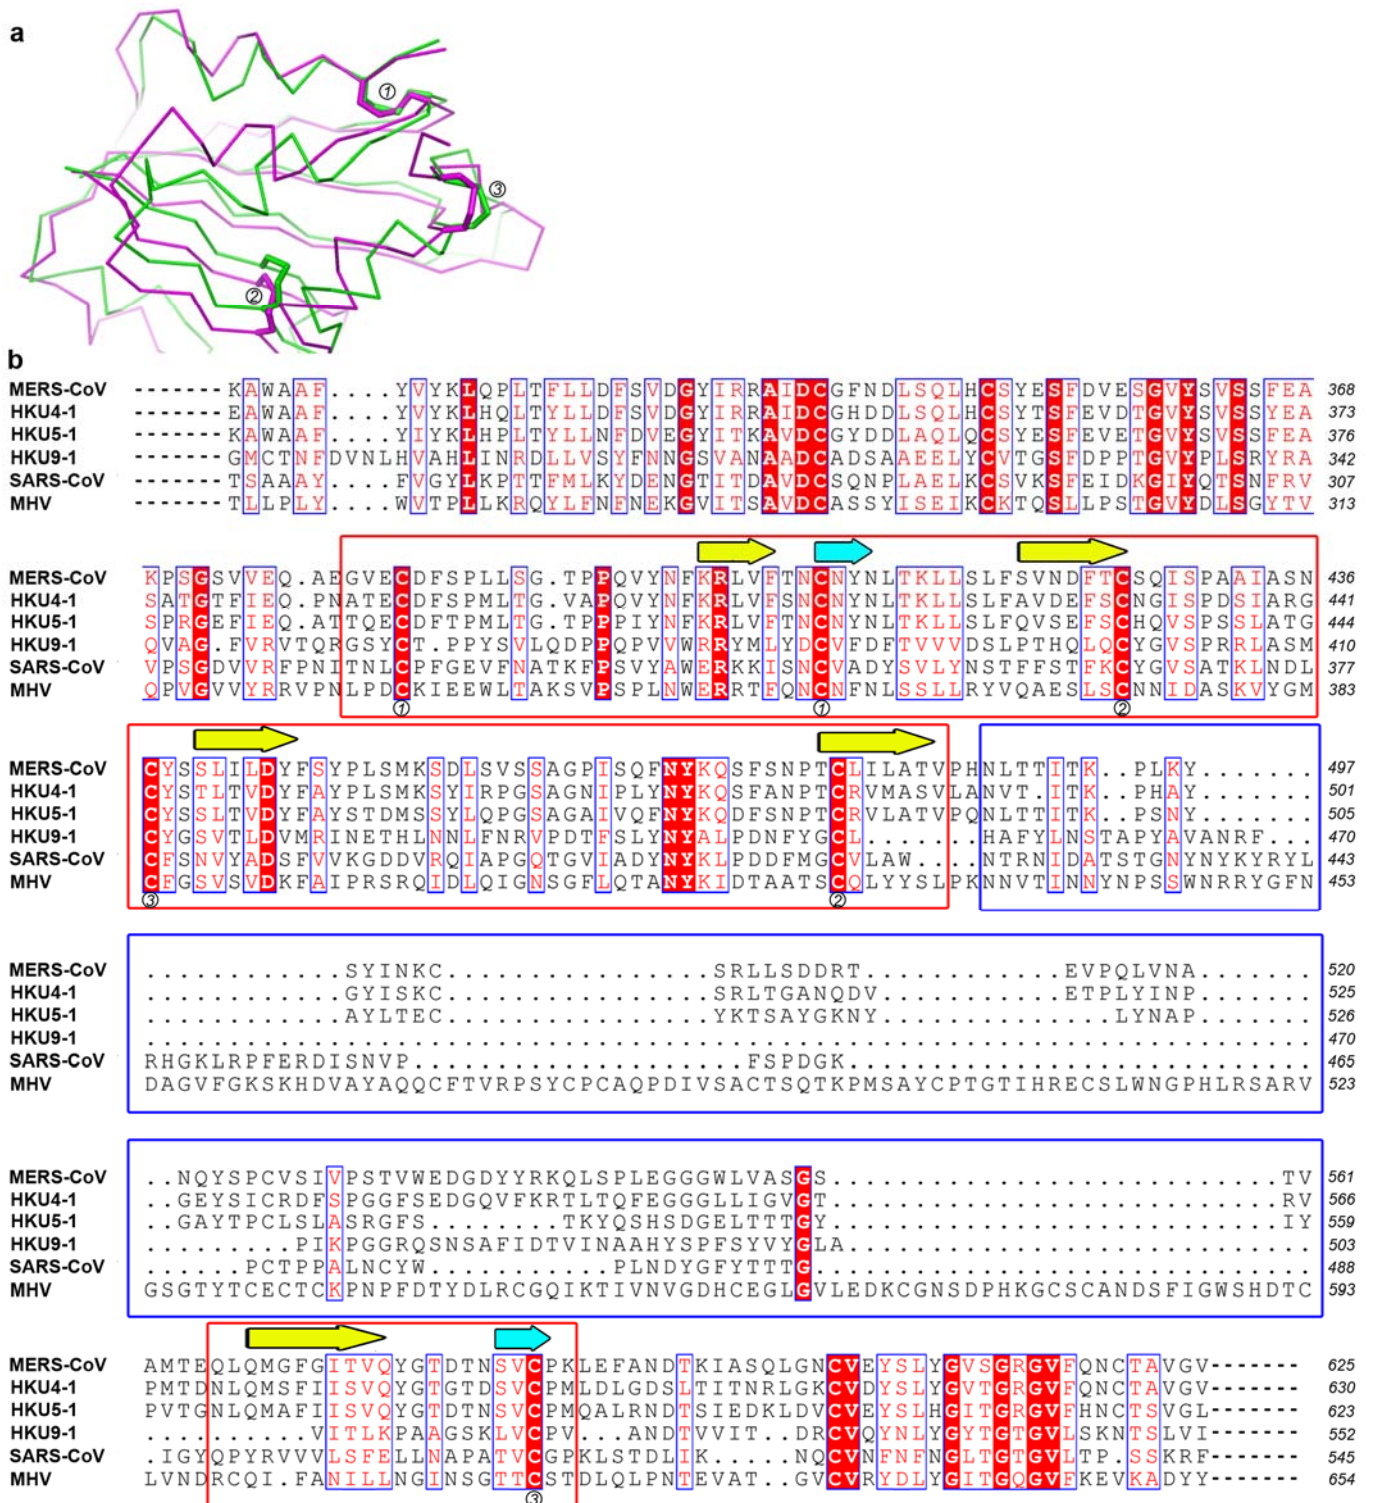 a
①
③
②
b
MERS-CoV -------KAWAAF....YVYKLQPLTFLLDFSVDGYIRRAIDCGFNDLSQLHCSYESFDVESGVYSVSSFEA 368
HKU4-1 -------EAWAAF....YVYKLHQLTYLLDFSVDGYIRRAIDCGHDDLSQLHCSYTSFEVDTGVYSVSSYEA 373
HKU5-1 -------KAWAAF....YIYKLHPLTYLLNFDVEGYITKAVDCGYDDLAQLQCSYESFEVETGVYSVSSFEA 376
HKU9-1 -------GMCTNFDVNLHVAHLINRDLLVSYFNNGSVANAADCADSAAEELYCVTGSFDPPTGVYPLSRYRA 342
SARS-CoV -------TSAAAY....FVGYLKPTTFMLKYDENGTITDAVDCSQNPLAELKCSVKSFEIDKGIYQTSNFRV 307
MHV -------TLLPLY....WVTPLLKRQYLFNFNEKGVITSAVDCASSYISEIKCKTQSLLPSTGVYDLSGYTV 313
MERS-CoV KPSGSVVEQ.AEGVECDFSPLLSG.TPPQVYNFKRLVFTNCNYNLTKLLSLFSVNDFTCSQISPAAIASN 436
HKU4-1 SATGTFIEQ.PNATECDFSPMLTG.VAPQVYNFKRLVFSNCNYNLTKLLSLFAVDEFSCNGISPDSIARG 441
HKU5-1 SPRGEFIEQ.ATTQECDFTPMLTG.TPPPIYNFKRLVFTNCNYNLTKLLSLFQVSEFSCHQVSPSSLATG 444
HKU9-1 QVAG.FVRVTQRGSYCT.PPYSVLQDPPQPVVWRRYMLYDCVFDFTVVVDSLPTHQLQCYGVSPRRLASM 410
SARS-CoV VPSGDVVRFPNITNLCPFGEVFNATKFPSVYAWERKKISNCVADYSVLYNSTFFSTFKCYGVSATKLNDL 377
MHV QPVGVVYRRVPNLPDCKIEEWLTAKSVPSPLNWERRTFQNCNFNLSSLLRYVQAESLSCNNIDASKVYGM 383
① ① ②
MERS-CoV CYSSLILDYFSYPLSMKSDLSVSSAGPISQFNYKQSFSNPTCLILATVPHNLTTITK..PLKY....... 497
HKU4-1 CYSTLTVDYFAYPLSMKSYIRPGSAGNIPLYNYKQSFANPTCRVMASVLANVT.ITK..PHAY....... 501
HKU5-1 CYSTLTVDYFAYSTDMSSYLQPGSAGAIVQFNYKQDFSNPTCRVLATVPQNLTTITK..PSNY....... 505
HKU9-1 CYGSVTLDVMRINETHLNNLFNRVPDTFSLYNYALPDNFYGCL.......HAFYLNSTAPYAVANRF... 470
SARS-CoV CFSNVYADSFVVKGDDVRQIAPGQTGVIADYNYKLPDDFMGCVLAW....NTRNIDATSTGNYNYKYRYL 443
MHV CFGSVSVDKFAIPRSRQIDLQIGNSGFLQTANYKIDTAATSCQLYYSLPKNNVTINNYNPSSWNRRYGFN 453
③ ②
MERS-CoV ............SYINKC................SRLLSDDRT............EVPQLVNA....... 520
HKU4-1 ............GYISKC................SRLTGANQDV...........ETPLYINP....... 525
HKU5-1 ............AYLTEC................YKTSAYGKNY..............LYNAP....... 526
HKU9-1 ...................................................................... 470
SARS-CoV RHGKLRPFERDISNVP....................FSPDGK............................ 465
MHV DAGVFGKSKHDVAYAQQCFTVRPSYCPCAQPDIVSACTSQTKPMSAYCPTGTIHRECSLWNGPHLRSARV 523
MERS-CoV ..NQYSPCVSIVPSTVWEDGDYYRKQLSPLEGGGWLVASGS...........................TV 561
HKU4-1 ..GEYSICRDFSPGGFSEDGQVFKRTLTQFEGGGLLIGVGT...........................RV 566
HKU5-1 ..GAYTPCLSLASRGFS........TKYQSHSDGELTTTGY...........................IY 559
HKU9-1 .........PIKPGGRQSNSAFIDTVINAAHYSPFSYVYGLA............................ 503
SARS-CoV ......PCTPPALNCYW...........PLNDYGFYTTTG.............................. 488
MHV GSGTYTCECTCKPNPFDTYDLRCGQIKTIVNVGDHCEGLGVLEDKCGNSDPHKGCSCANDSFIGWSHDTC 593
MERS-CoV AMTEQLQMGFGITVQYGTDTNSVCPKLEFANDTKIASQLGNCVEYSLYGVSGRGVFQNCTAVGV------- 625
HKU4-1 PMTDNLQMSFIISVQYGTGTDSVCPMLDLGDSLTITNRLGKCVDYSLYGVTGRGVFQNCTAVGV------- 630
HKU5-1 PVTGNLQMAFIISVQYGTDTNSVCPMQALRNDTSIEDKLDVCVEYSLHGITGRGVFHNCTSVGL------- 623
HKU9-1 ..........VITLKPAAGSKLVCPV...ANDTVVIT..DRCVQYNLYGYTGTGVLSKNTSLVI------- 552
SARS-CoV .IGYQPYRVVVLSFELLNAPATVCGPKLSTDLIK.....NQCVNFNFNGLTGTGVLTP.SSKRF------- 545
MHV LVNDRCQI.FANILLNGINSGTTCSTDLQLPNTEVAT..GVCVRYDLYGITGQGVFKEVKADYY------- 654
③